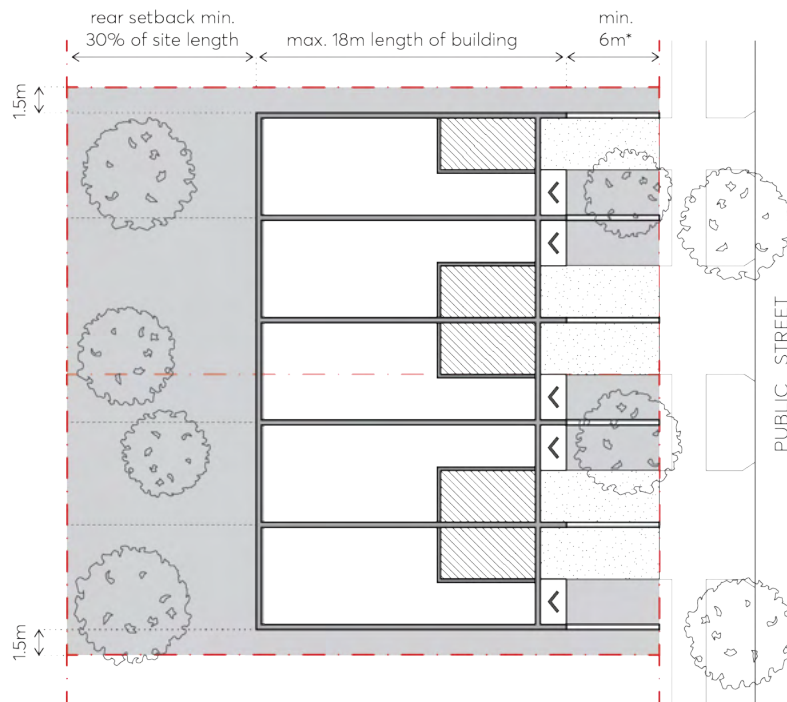 rear setback min.
30% of site length
max. 18m length of building
min.
6m*
1.5m
PUBLIC STREET
1.5m